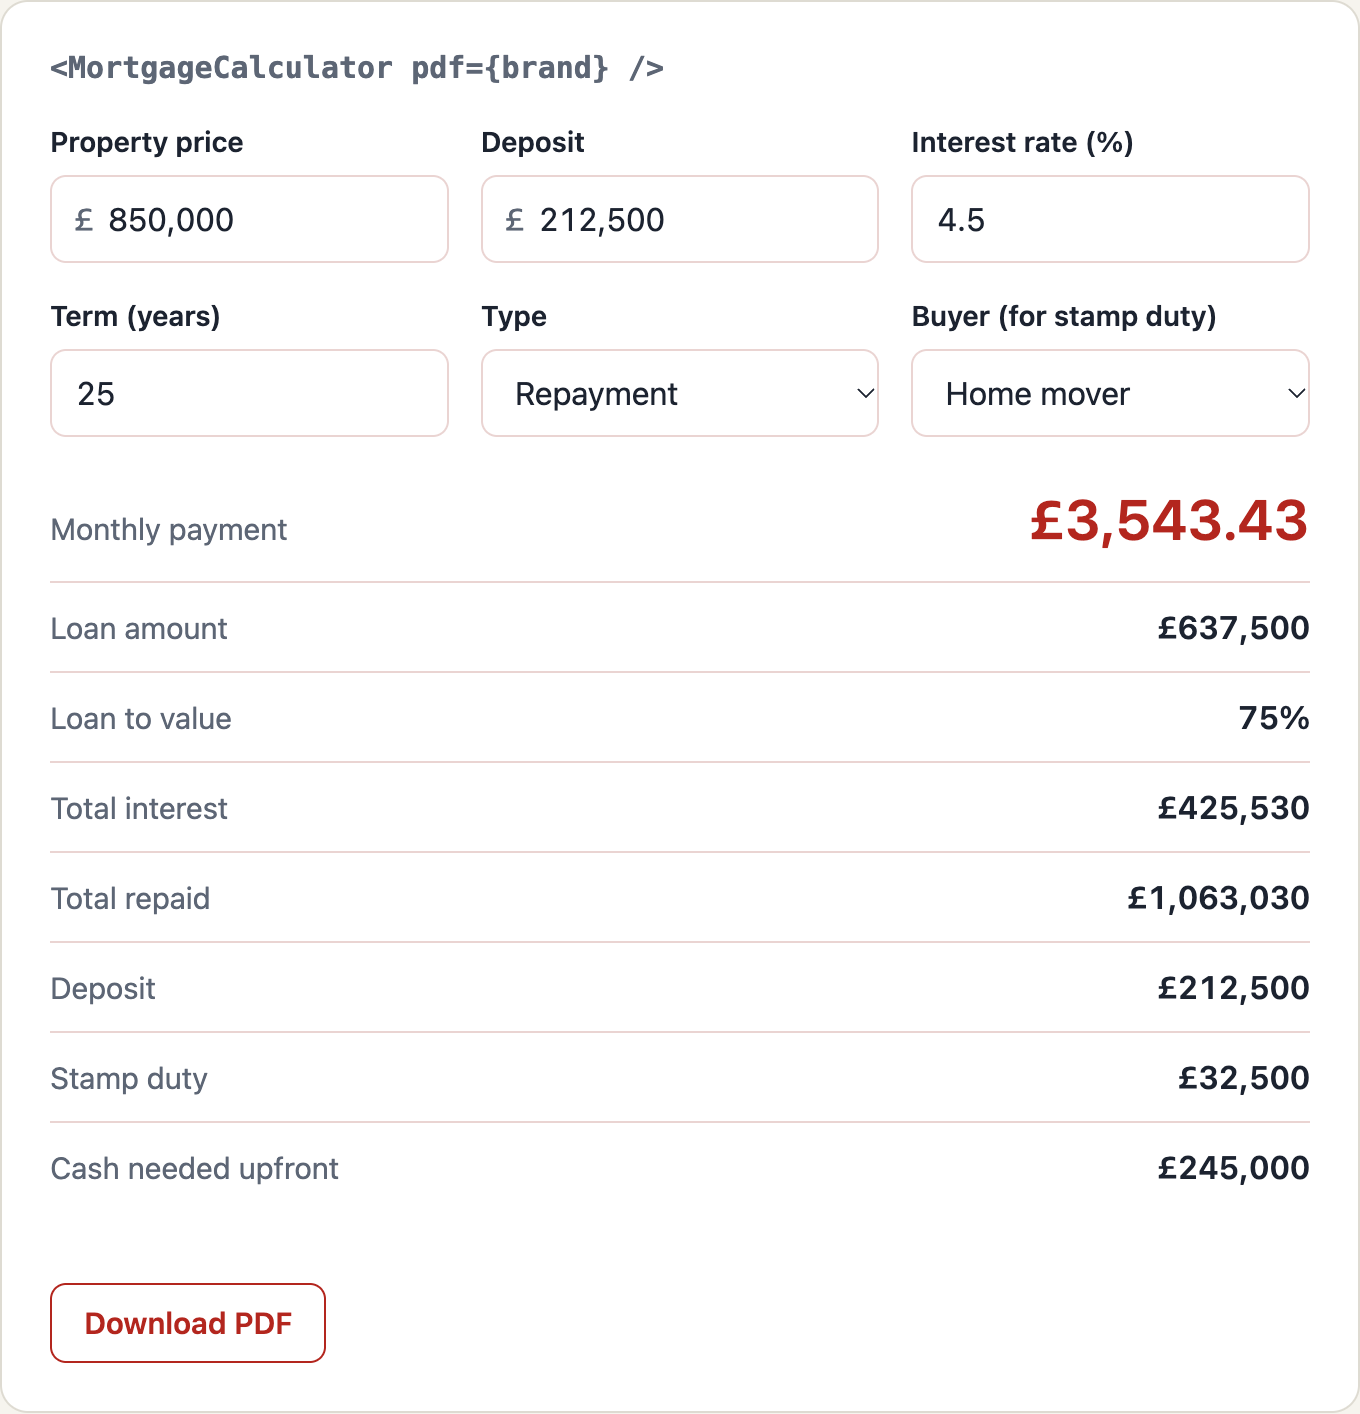 <MortgageCalculator pdf={brand} />
Property price Deposit Interest rate (%)
£ 850,000 £ 212,500 4.5
Term (years) Type Buyer (for stamp duty)
25 Repayment Home mover
Monthly payment £3,543.43
Loan amount £637,500
Loan to value 75%
Total interest £425,530
Total repaid £1,063,030
Deposit £212,500
Stamp duty £32,500
Cash needed upfront £245,000
Download PDF